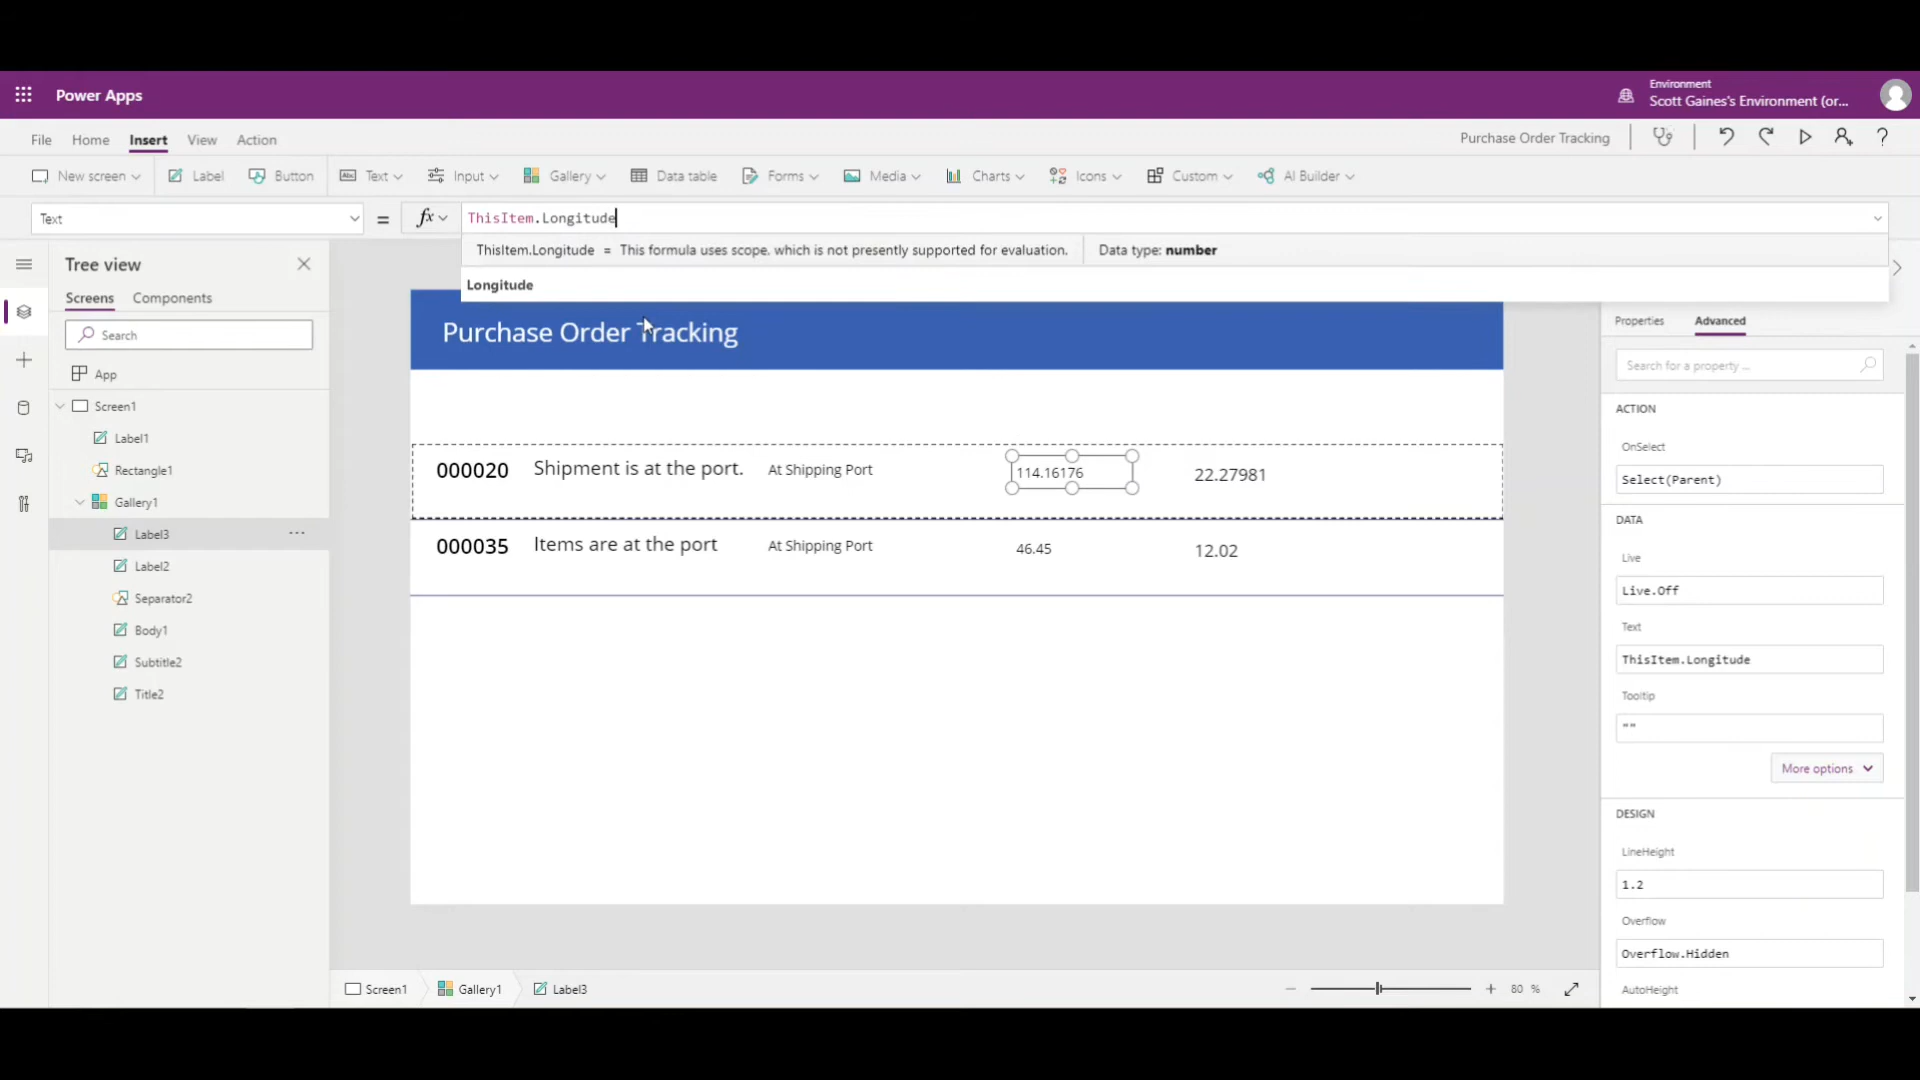 Power Apps
Environment
Scott Gaines's Environment (or...
File Home Insert View Action
Purchase Order Tracking
New screen Label Button Text Input Gallery Data table Forms Media Charts Icons Custom AI Builder
Text = fx ThisItem.Longitude
ThisItem.Longitude = This formula uses scope, which is not presently supported for evaluation. Data type: number
Longitude
Tree view
Screens Components
Search
App
Screen1
Label1
Rectangle1
Gallery1
Label3 ...
Label2
Separator2
Body1
Subtitle2
Title2
Purchase Order Tracking
000020 Shipment is at the port. At Shipping Port 114.16176 22.27981
000035 Items are at the port At Shipping Port 46.45 12.02
Screen1 Gallery1 Label3
80 %
Properties Advanced
Search for a property ...
ACTION
OnSelect
Select(Parent)
DATA
Live
Live.Off
Text
ThisItem.Longitude
Tooltip
""
More options
DESIGN
LineHeight
1.2
Overflow
Overflow.Hidden
AutoHeight